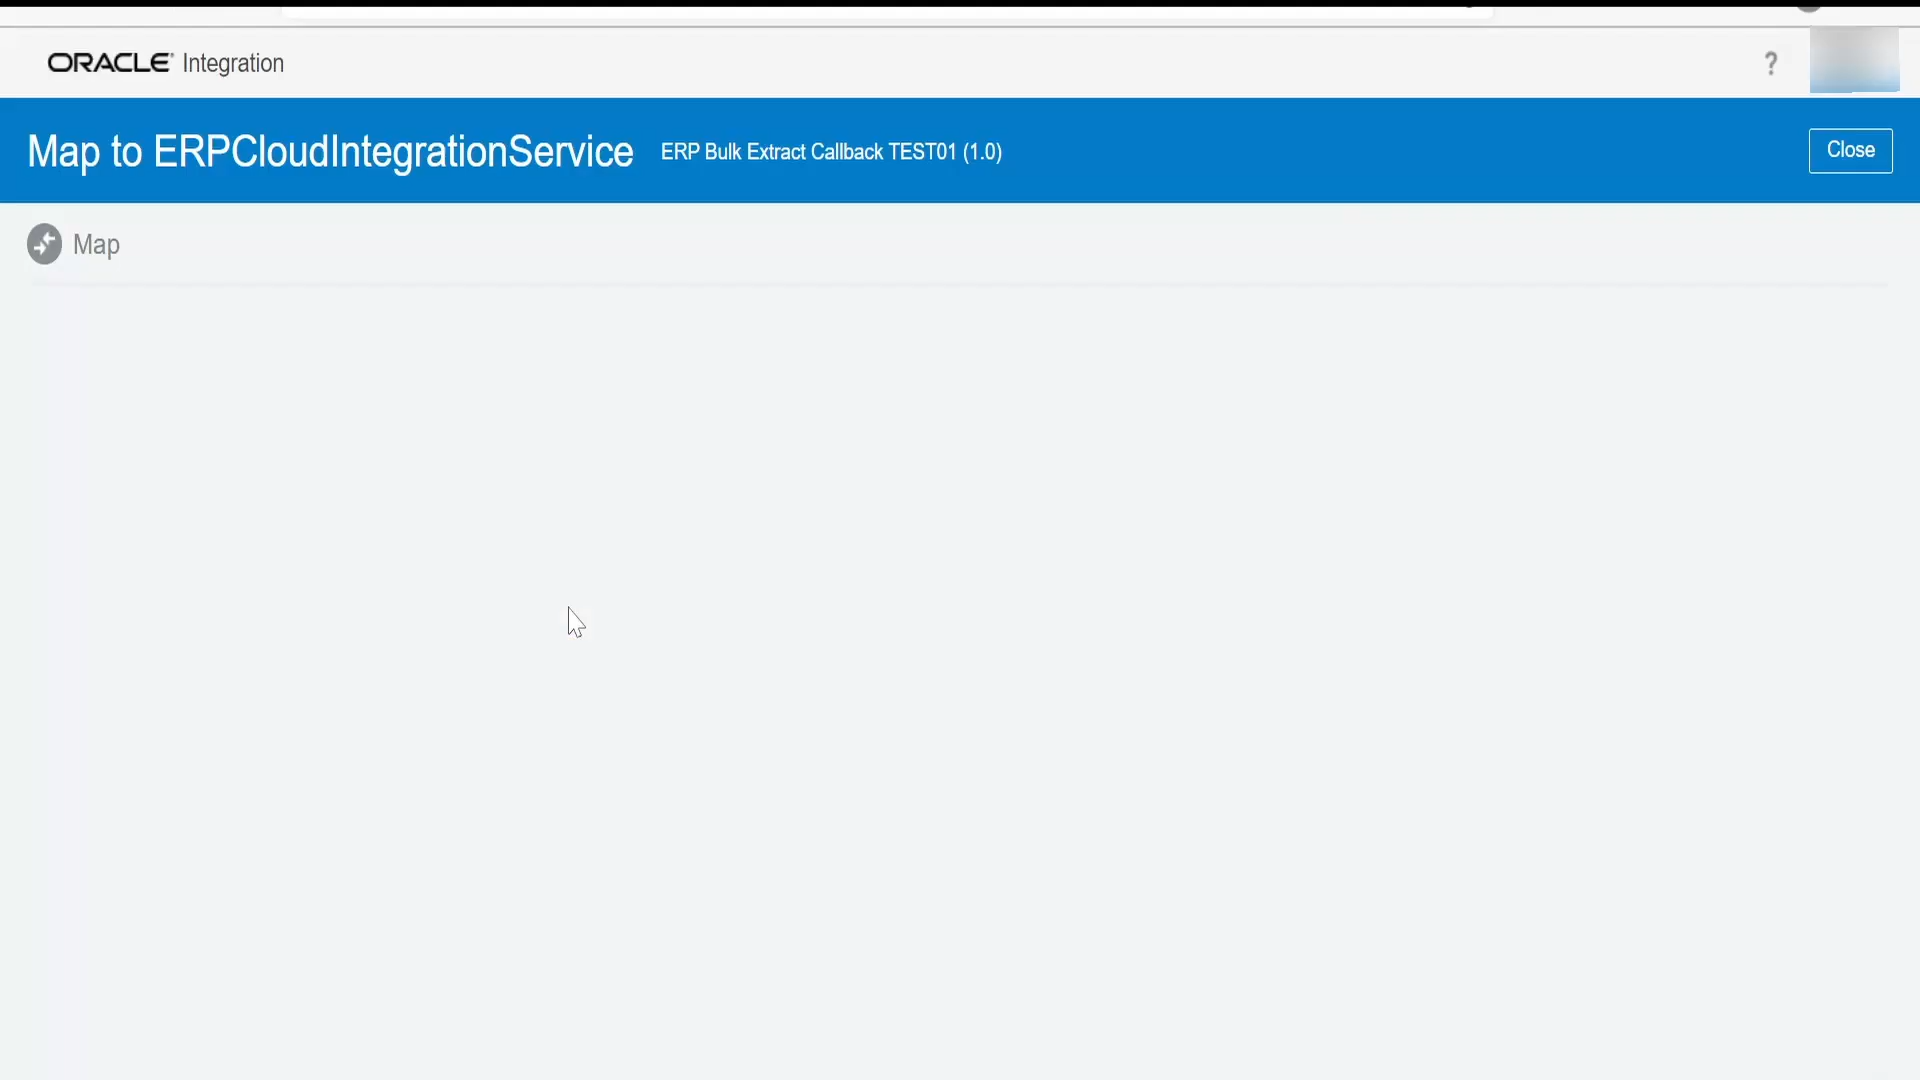 ORACLE Integration
?
Map to ERPCloudIntegrationService ERP Bulk Extract Callback TEST01 (1.0)
Close
Map